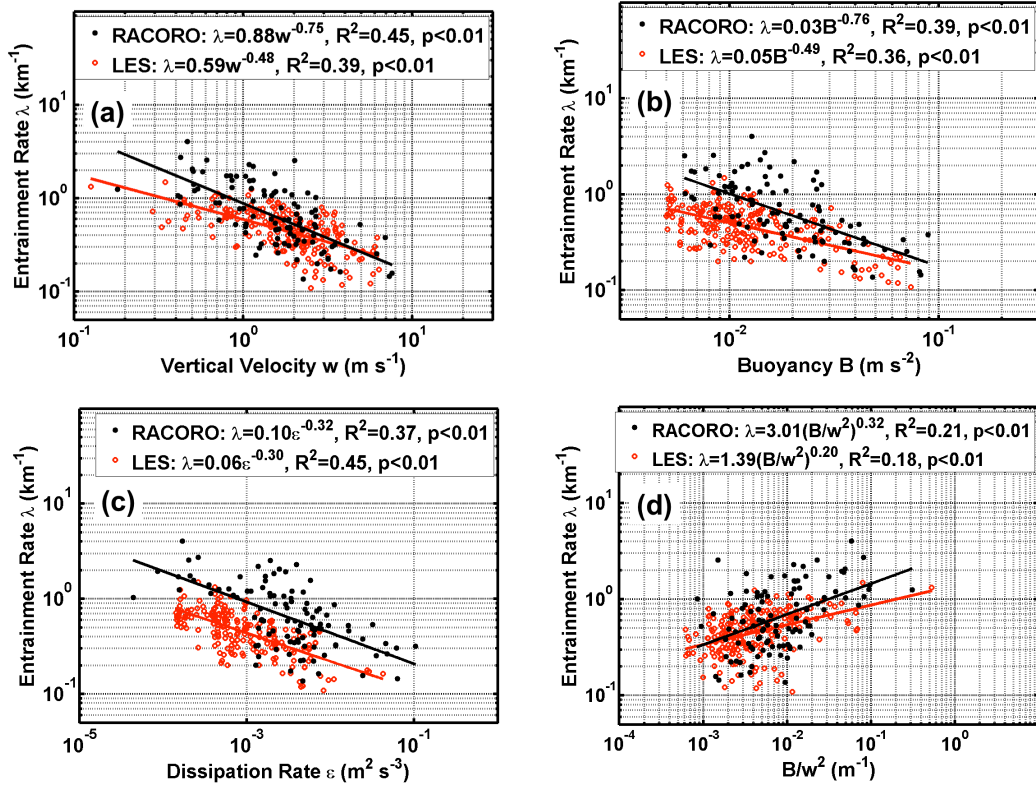 RACORO: λ=0.88w^-0.75, R²=0.45, p<0.01
LES: λ=0.59w^-0.48, R²=0.39, p<0.01
(a)
Entrainment Rate λ (km⁻¹)
10¹
10⁰
10⁻¹
10⁻¹ 10⁰ 10¹
Vertical Velocity w (m s⁻¹)
RACORO: λ=0.03B^-0.76, R²=0.39, p<0.01
LES: λ=0.05B^-0.49, R²=0.36, p<0.01
(b)
Entrainment Rate λ (km⁻¹)
10¹
10⁰
10⁻¹
10⁻² 10⁻¹
Buoyancy B (m s⁻²)
RACORO: λ=0.10ε^-0.32, R²=0.37, p<0.01
LES: λ=0.06ε^-0.30, R²=0.45, p<0.01
(c)
Entrainment Rate λ (km⁻¹)
10¹
10⁰
10⁻¹
10⁻⁵ 10⁻³ 10⁻¹
Dissipation Rate ε (m² s⁻³)
RACORO: λ=3.01(B/w²)^0.32, R²=0.21, p<0.01
LES: λ=1.39(B/w²)^0.20, R²=0.18, p<0.01
(d)
Entrainment Rate λ (km⁻¹)
10¹
10⁰
10⁻¹
10⁻⁴ 10⁻³ 10⁻² 10⁻¹ 10⁰
B/w² (m⁻¹)